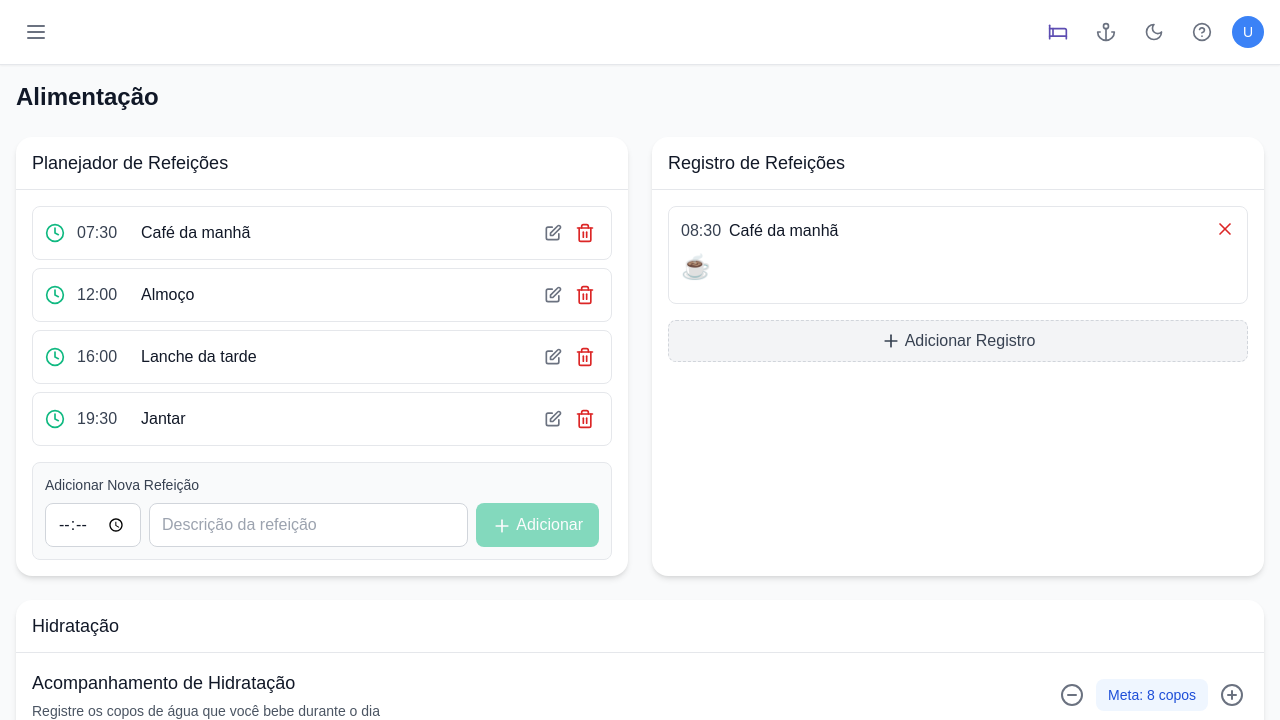 U
Alimentação
Planejador de Refeições
07:30 Café da manhã
12:00 Almoço
16:00 Lanche da tarde
19:30 Jantar
Adicionar Nova Refeição
--:-- Descrição da refeição Adicionar
Registro de Refeições
08:30 Café da manhã
Adicionar Registro
Hidratação
Acompanhamento de Hidratação
Registre os copos de água que você bebe durante o dia
Meta: 8 copos